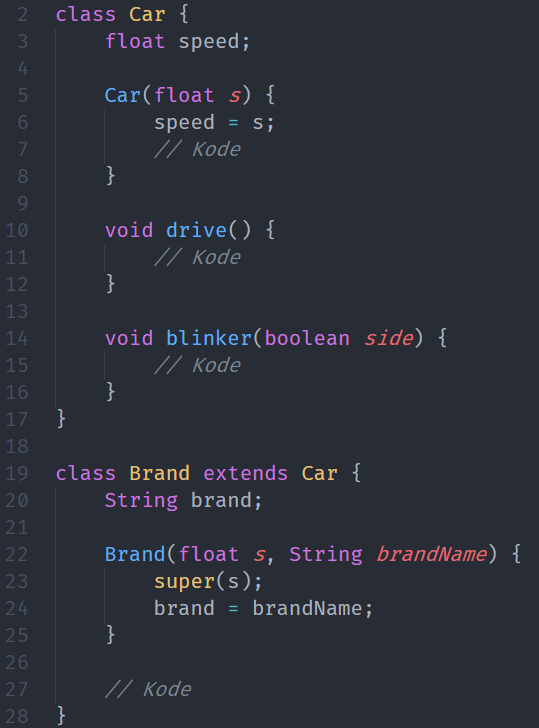 2 class Car {
3     float speed;
4
5     Car(float s) {
6         speed = s;
7         // Kode
8     }
9
10     void drive() {
11         // Kode
12     }
13
14     void blinker(boolean side) {
15         // Kode
16     }
17 }
18
19 class Brand extends Car {
20     String brand;
21
22     Brand(float s, String brandName) {
23         super(s);
24         brand = brandName;
25     }
26
27     // Kode
28 }